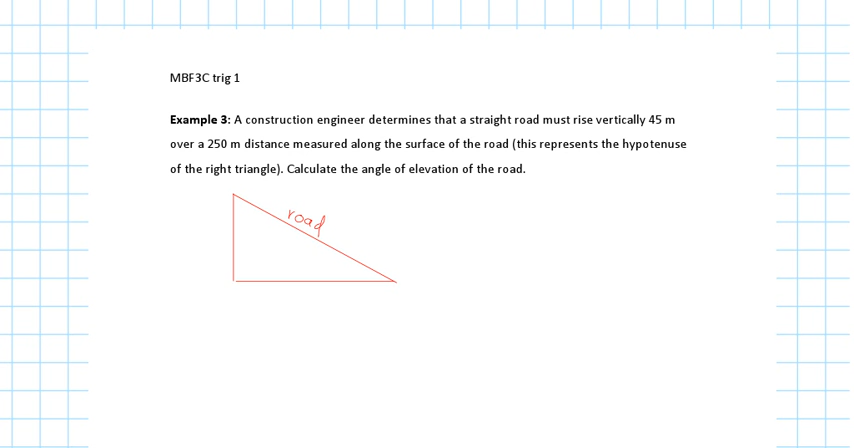 MBF3C trig 1
Example 3: A construction engineer determines that a straight road must rise vertically 45 m
over a 250 m distance measured along the surface of the road (this represents the hypotenuse
of the right triangle). Calculate the angle of elevation of the road.
road